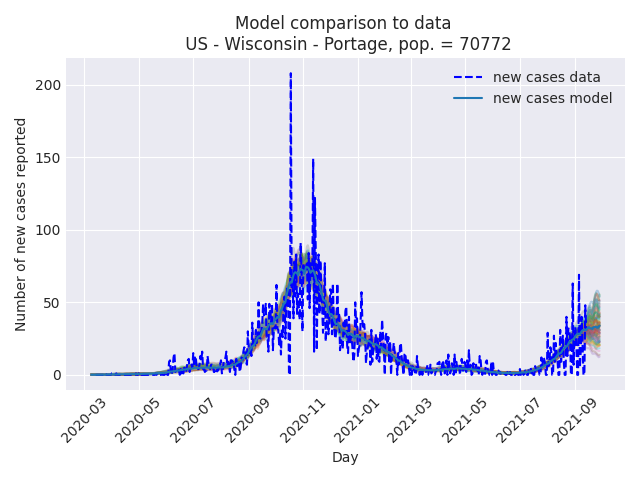 Model comparison to data
US - Wisconsin - Portage, pop. = 70772
new cases data
new cases model
Number of new cases reported
200
150
100
50
0
2020-03
2020-05
2020-07
2020-09
2020-11
2021-01
2021-03
2021-05
2021-07
2021-09
Day